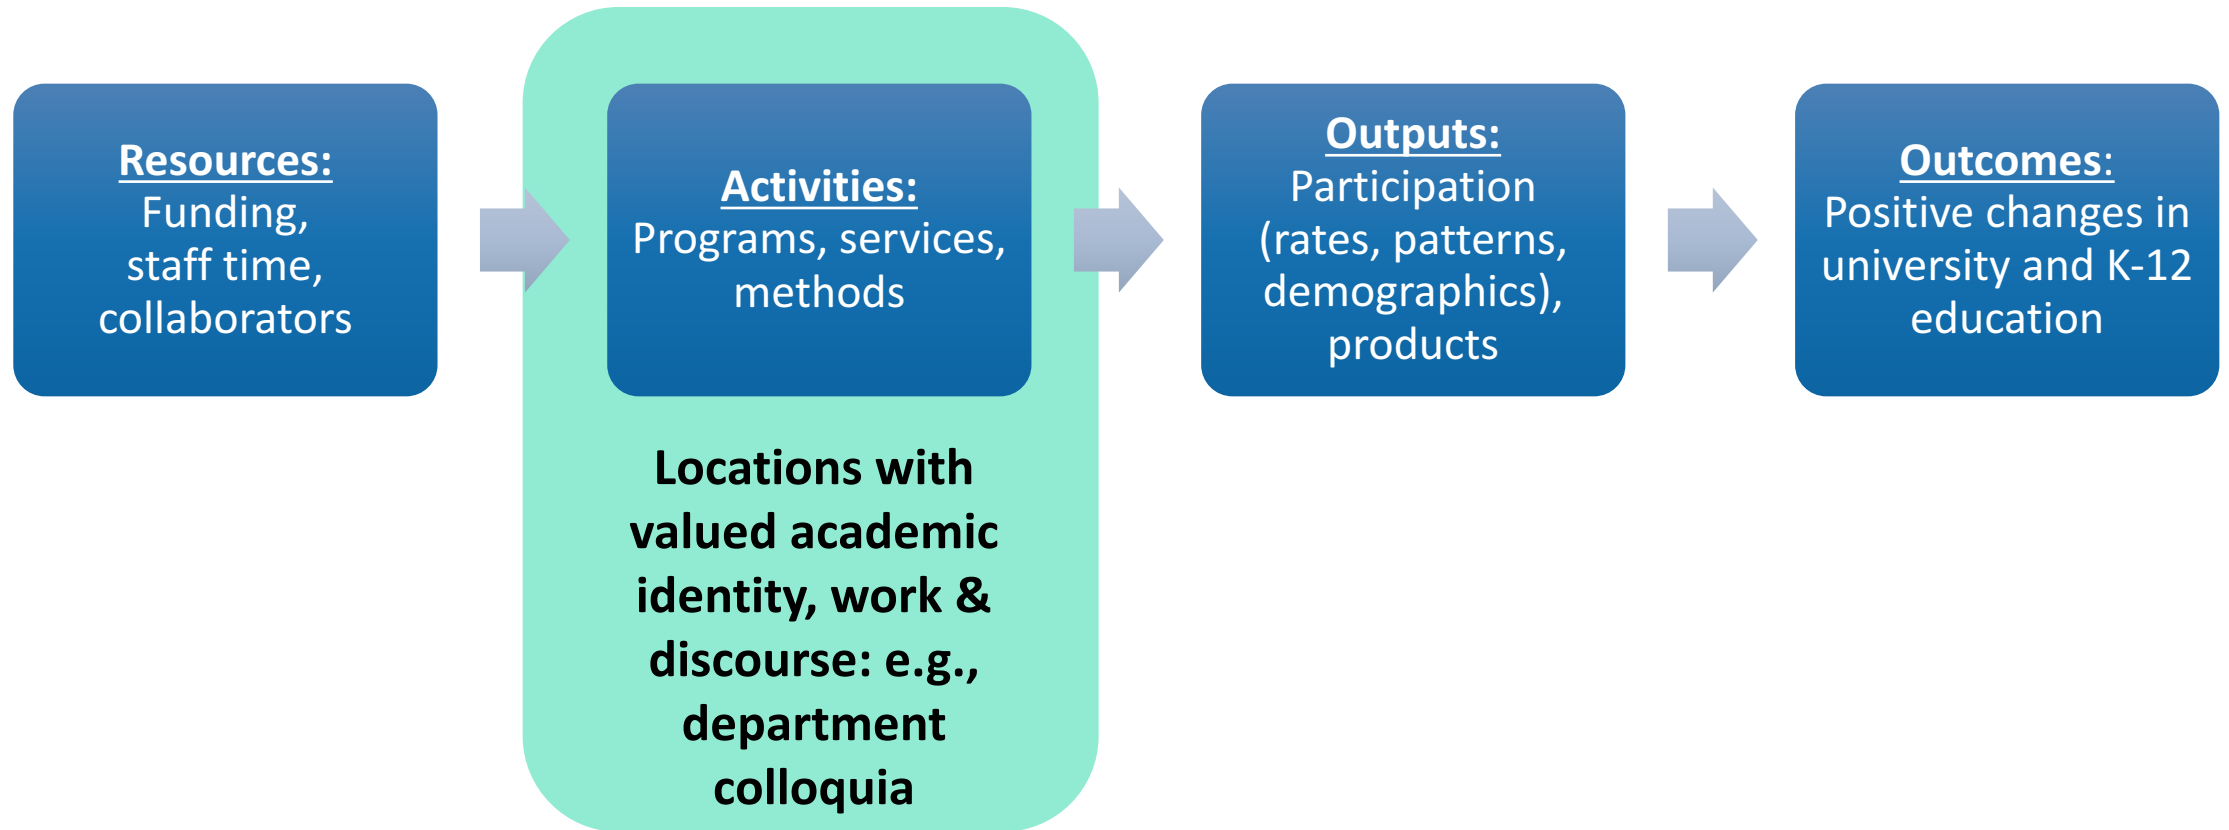 Resources:
Funding,
staff time,
collaborators
Activities:
Programs, services,
methods
Locations with
valued academic
identity, work &
discourse: e.g.,
department
colloquia
Outputs:
Participation
(rates, patterns,
demographics),
products
Outcomes:
Positive changes in
university and K-12
education